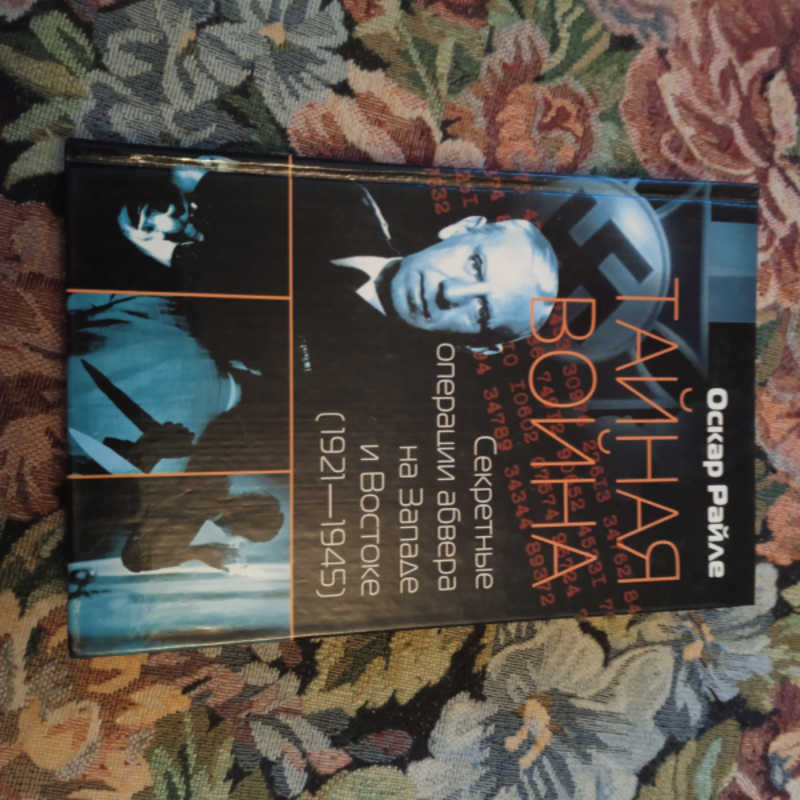 Оскар Райле
ТАЙНАЯ
ВОЙНА
Секретные
операции абвера
на Западе
и Востоке
(1921—1945)